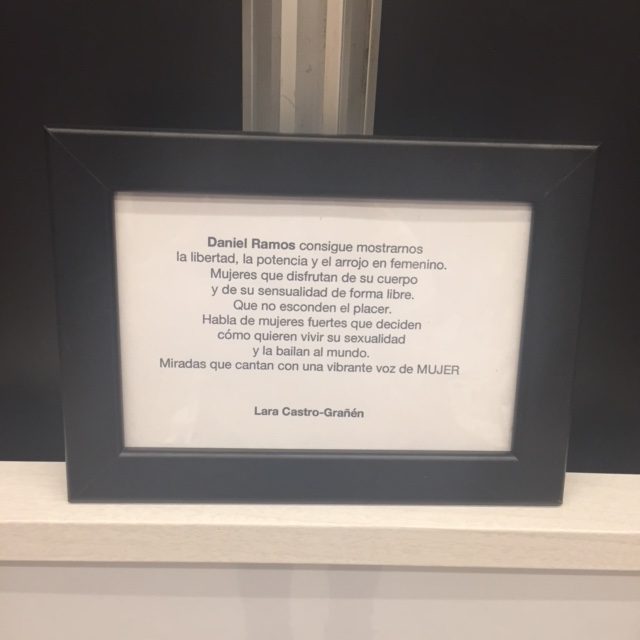 Daniel Ramos consigue mostrarnos
la libertad, la potencia y el arrojo en femenino.
Mujeres que disfrutan de su cuerpo
y de su sensualidad de forma libre.
Que no esconden el placer.
Habla de mujeres fuertes que deciden
cómo quieren vivir su sexualidad
y la bailan al mundo.
Miradas que cantan con una vibrante voz de MUJER
Lara Castro-Grañén